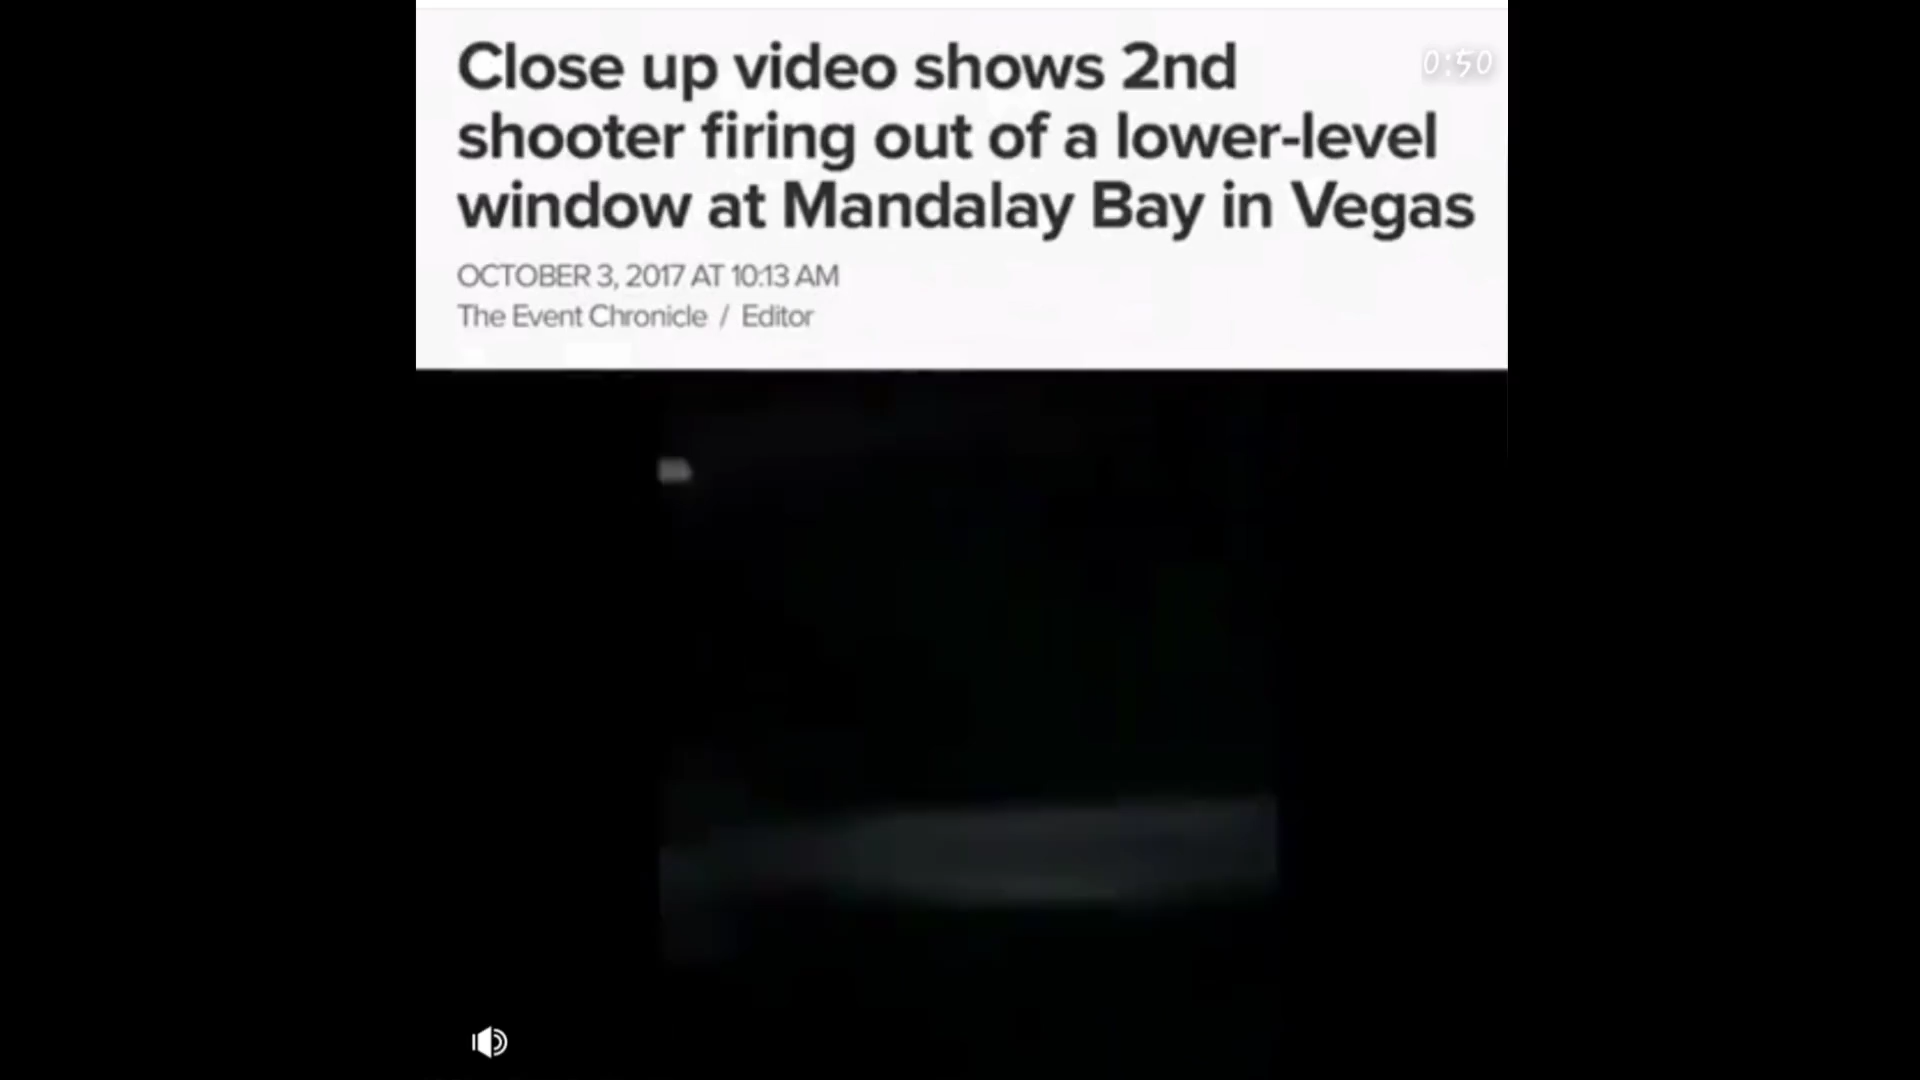 Close up video shows 2nd
0:50
shooter firing out of a lower-level
window at Mandalay Bay in Vegas
OCTOBER 3, 2017 AT 10:13 AM
The Event Chronicle / Editor